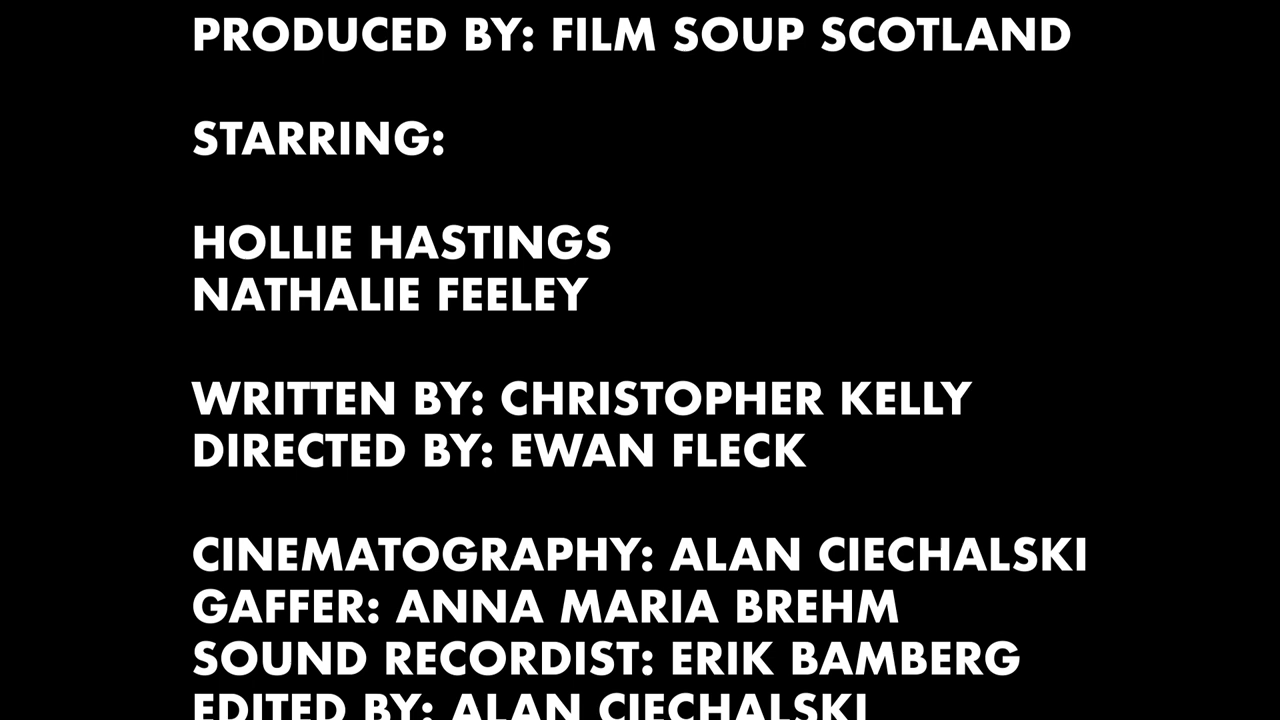 PRODUCED BY: FILM SOUP SCOTLAND
STARRING:
HOLLIE HASTINGS
NATHALIE FEELEY
WRITTEN BY: CHRISTOPHER KELLY
DIRECTED BY: EWAN FLECK
CINEMATOGRAPHY: ALAN CIECHALSKI
GAFFER: ANNA MARIA BREHM
SOUND RECORDIST: ERIK BAMBERG
EDITED BY: ALAN CIECHALSKI